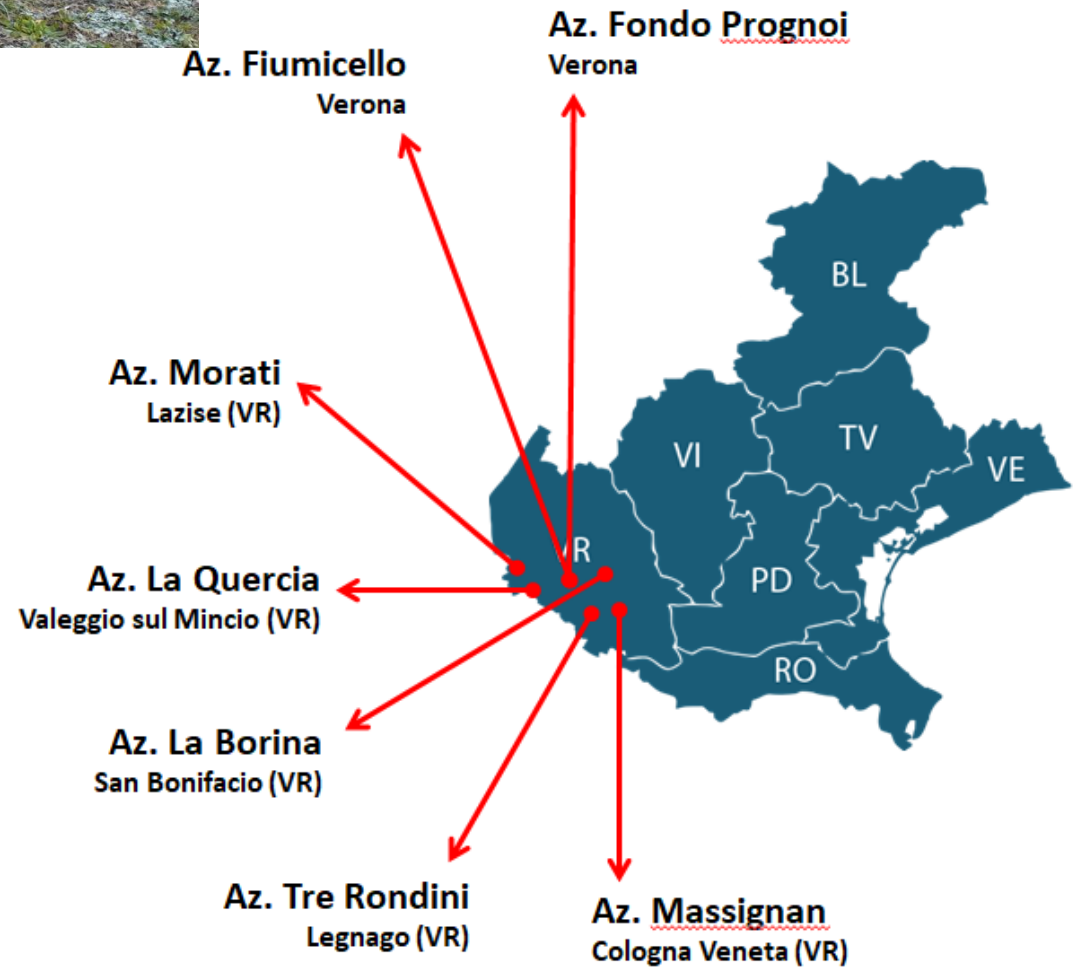 Az. Fondo Prognoi
Verona
Az. Fiumicello
Verona
BL
Az. Morati
Lazise (VR)
VI
TV
VE
VR
Az. La Quercia
Valeggio sul Mincio (VR)
PD
RO
Az. La Borina
San Bonifacio (VR)
Az. Tre Rondini
Legnago (VR)
Az. Massignan
Cologna Veneta (VR)